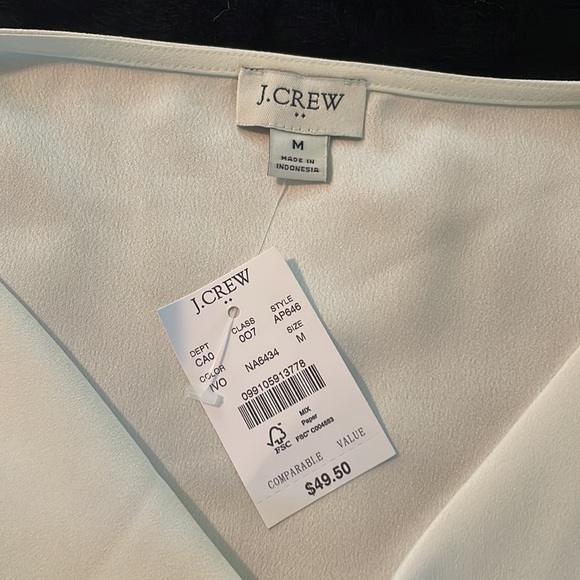 J.CREW
M
MADE IN
INDONESIA
J.CREW
DEPT CLASS STYLE
CA0 007 AP646
COLOR SIZE
IVO NA6434 M
099105913778
MIX
Paper
FSC FSC® C004883
COMPARABLE VALUE
$49.50